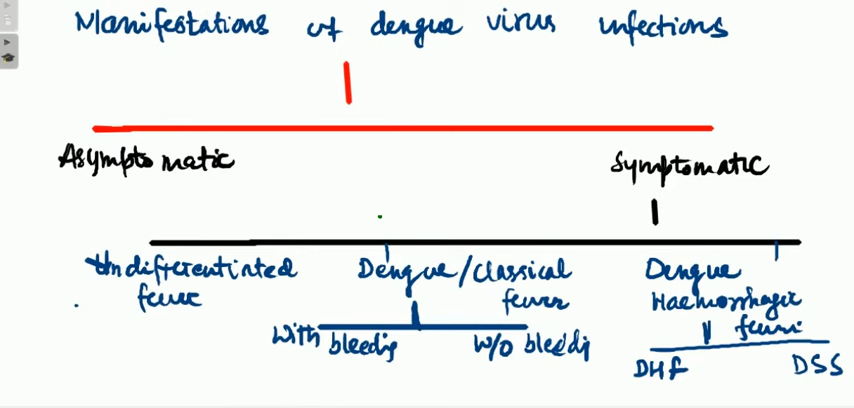 Manifestations of dengue virus infections
Asymptomatic
Symptomatic
Undifferentiated fever
Dengue/classical fever
With bleedig
W/O bleedig
Dengue Haemorrhagic fever
DHF
DSS